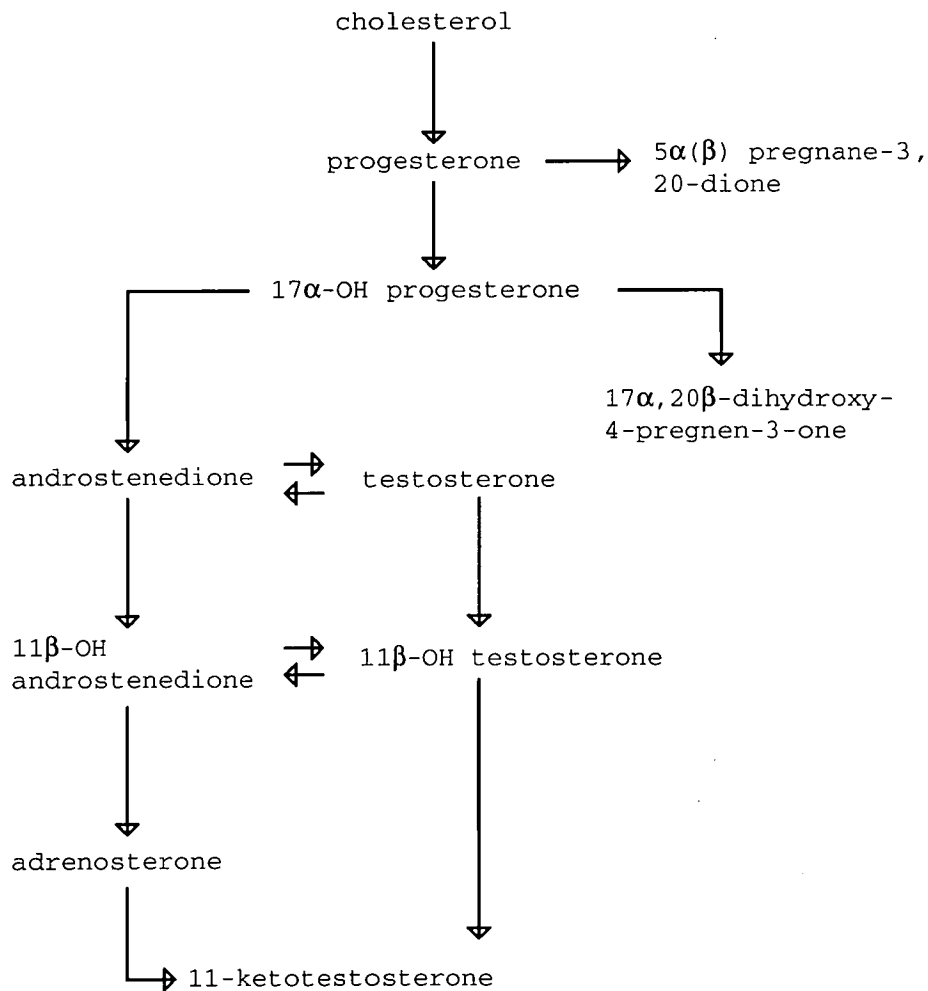 cholesterol
progesterone
5α(β) pregnane-3,
20-dione
17α-OH progesterone
17α,20β-dihydroxy-
4-pregnen-3-one
androstenedione
testosterone
11β-OH
androstenedione
11β-OH testosterone
adrenosterone
11-ketotestosterone